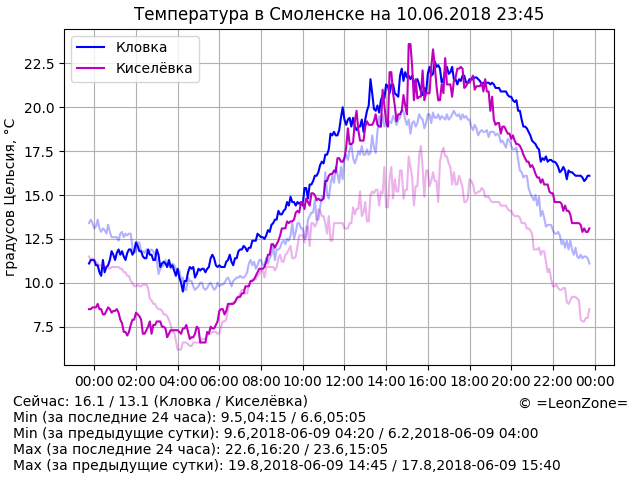 Температура в Смоленске на 10.06.2018 23:45
Кловка
Киселёвка
градусов Цельсия, °C
22.5
20.0
17.5
15.0
12.5
10.0
7.5
00:00 02:00 04:00 06:00 08:00 10:00 12:00 14:00 16:00 18:00 20:00 22:00 00:00
Сейчас: 16.1 / 13.1 (Кловка / Киселёвка)
© =LeonZone=
Min (за последние 24 часа): 9.5,04:15 / 6.6,05:05
Min (за предыдущие сутки): 9.6,2018-06-09 04:20 / 6.2,2018-06-09 04:00
Max (за последние 24 часа): 22.6,16:20 / 23.6,15:05
Max (за предыдущие сутки): 19.8,2018-06-09 14:45 / 17.8,2018-06-09 15:40